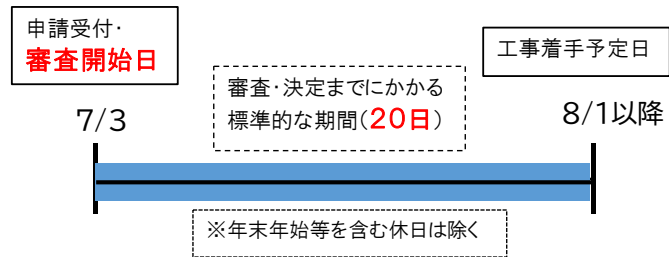 申請受付･
審査開始日
工事着手予定日
審査･決定までにかかる
標準的な期間(20日)
7/3
8/1以降
※年末年始等を含む休日は除く